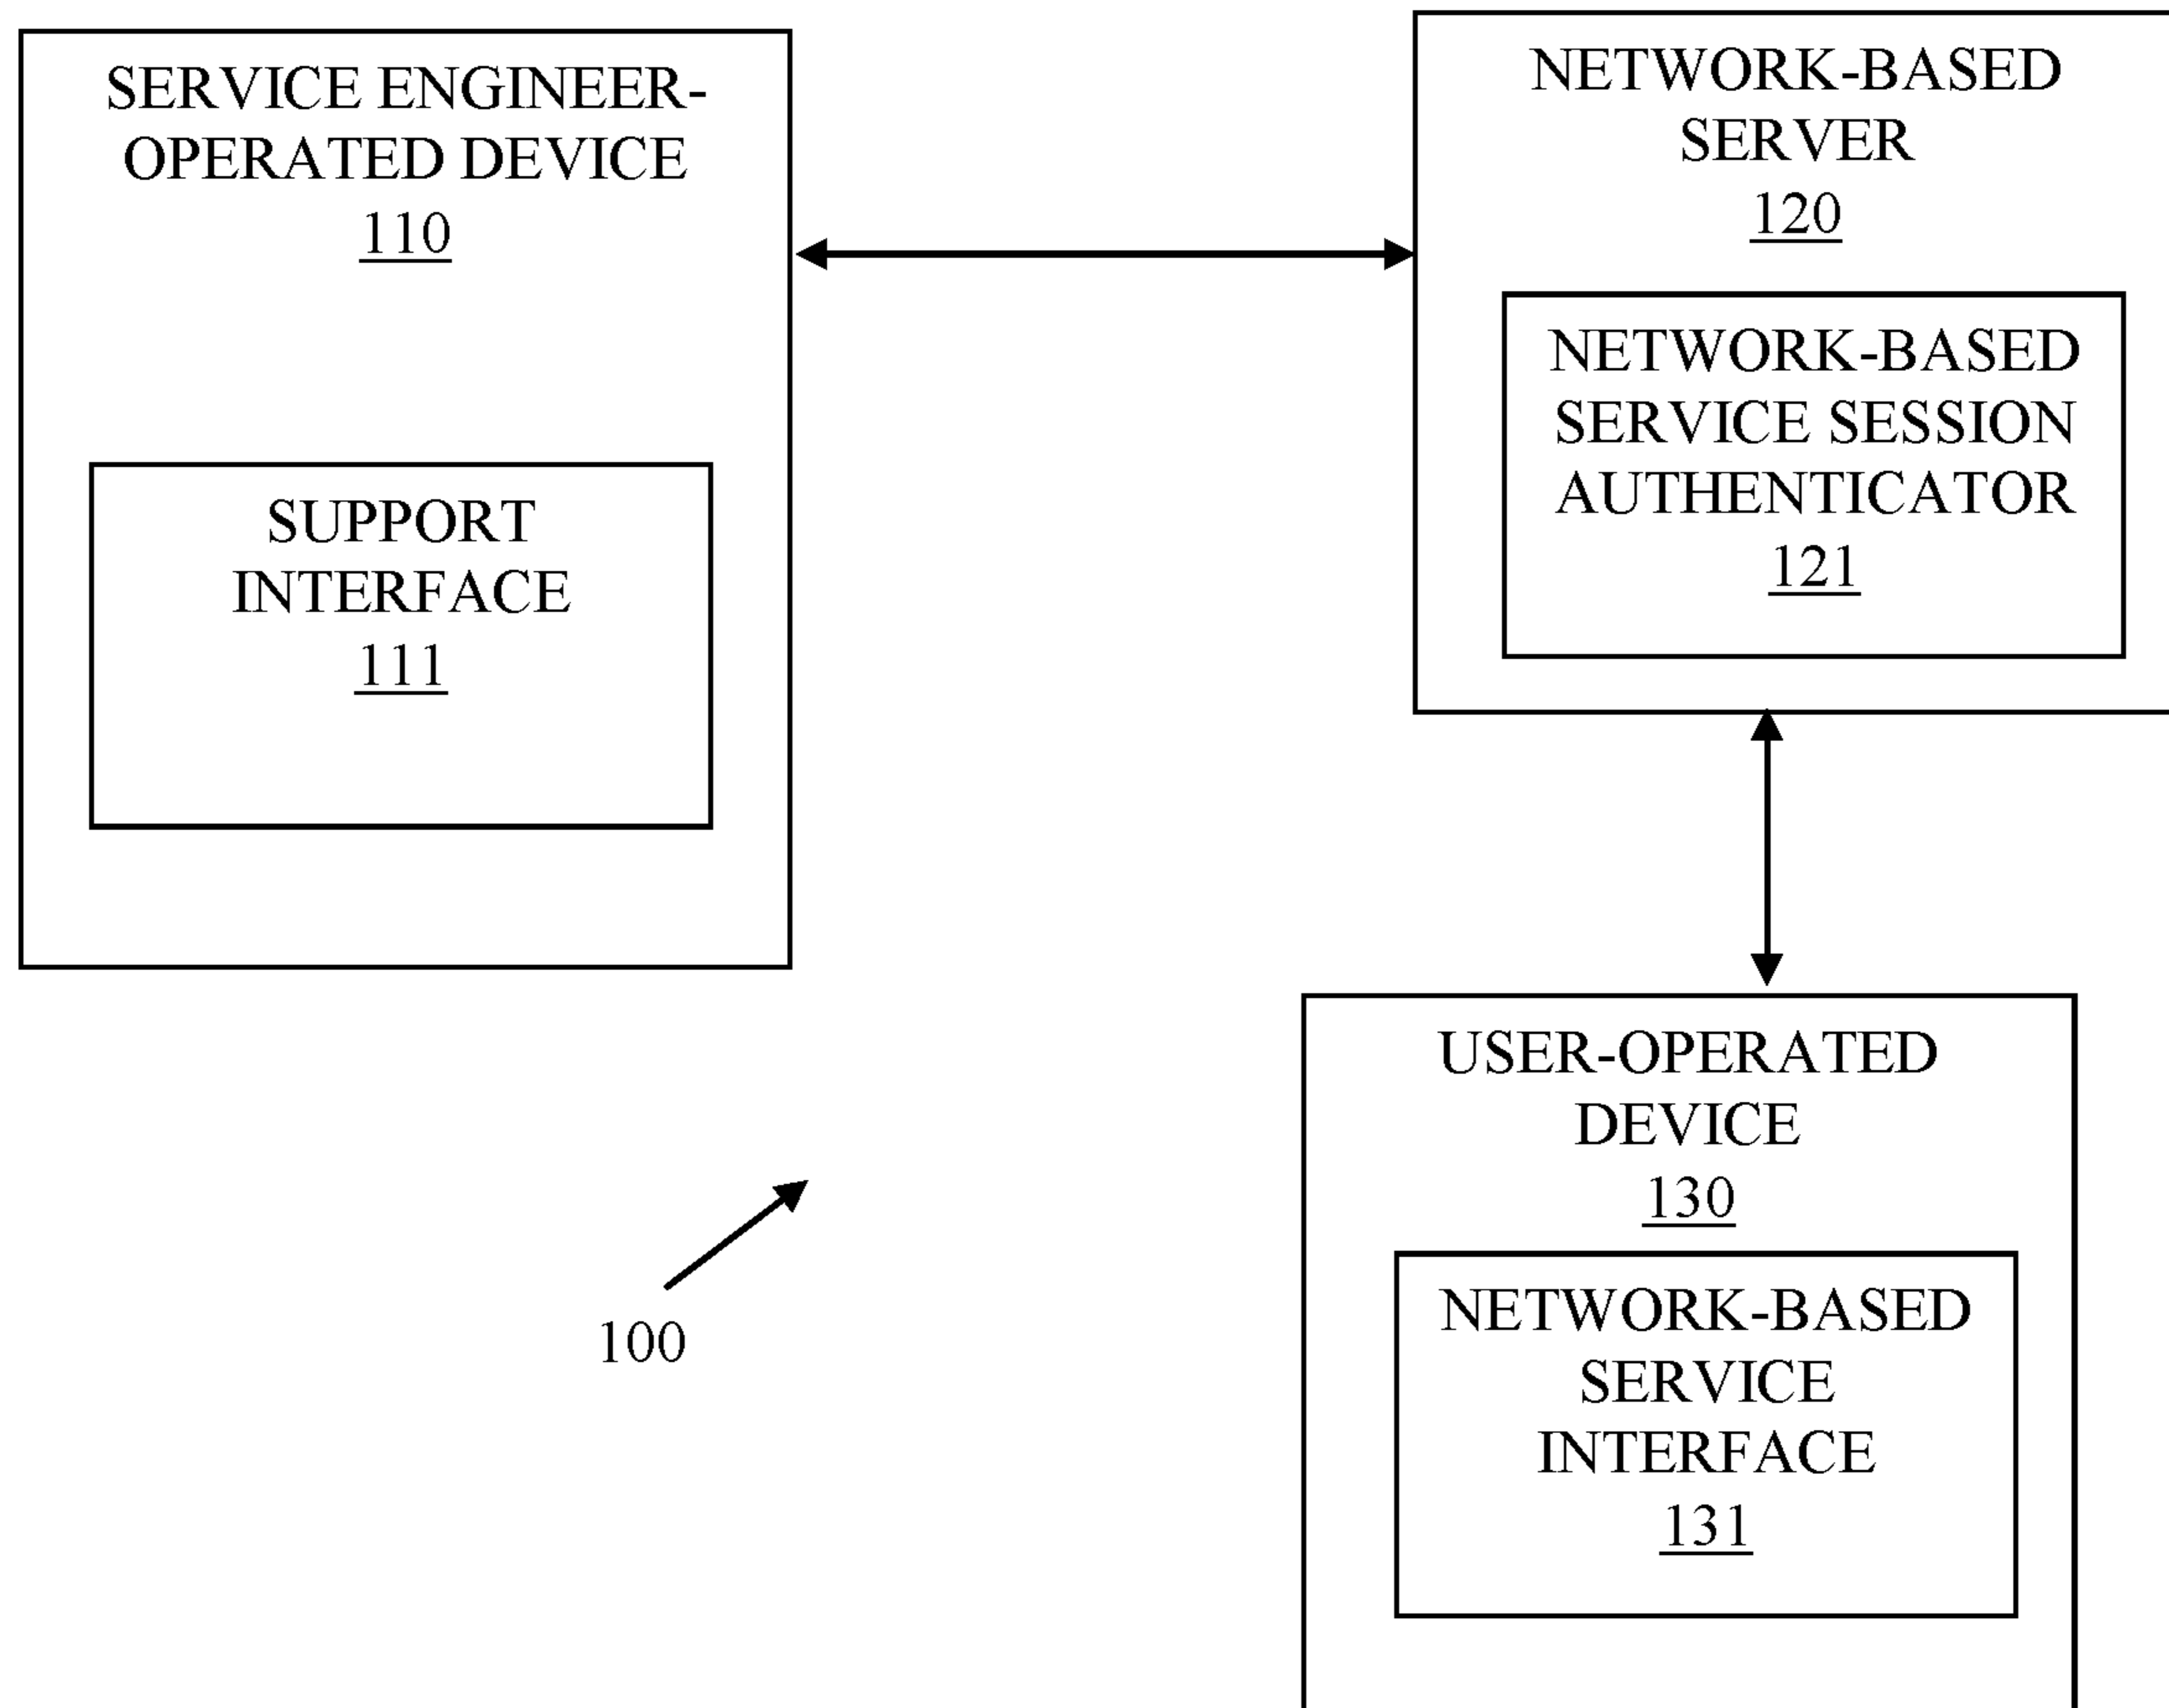 SERVICE ENGINEER-
OPERATED DEVICE
110
SUPPORT
INTERFACE
111
NETWORK-BASED
SERVER
120
NETWORK-BASED
SERVICE SESSION
AUTHENTICATOR
121
USER-OPERATED
DEVICE
130
NETWORK-BASED
SERVICE
INTERFACE
131
100